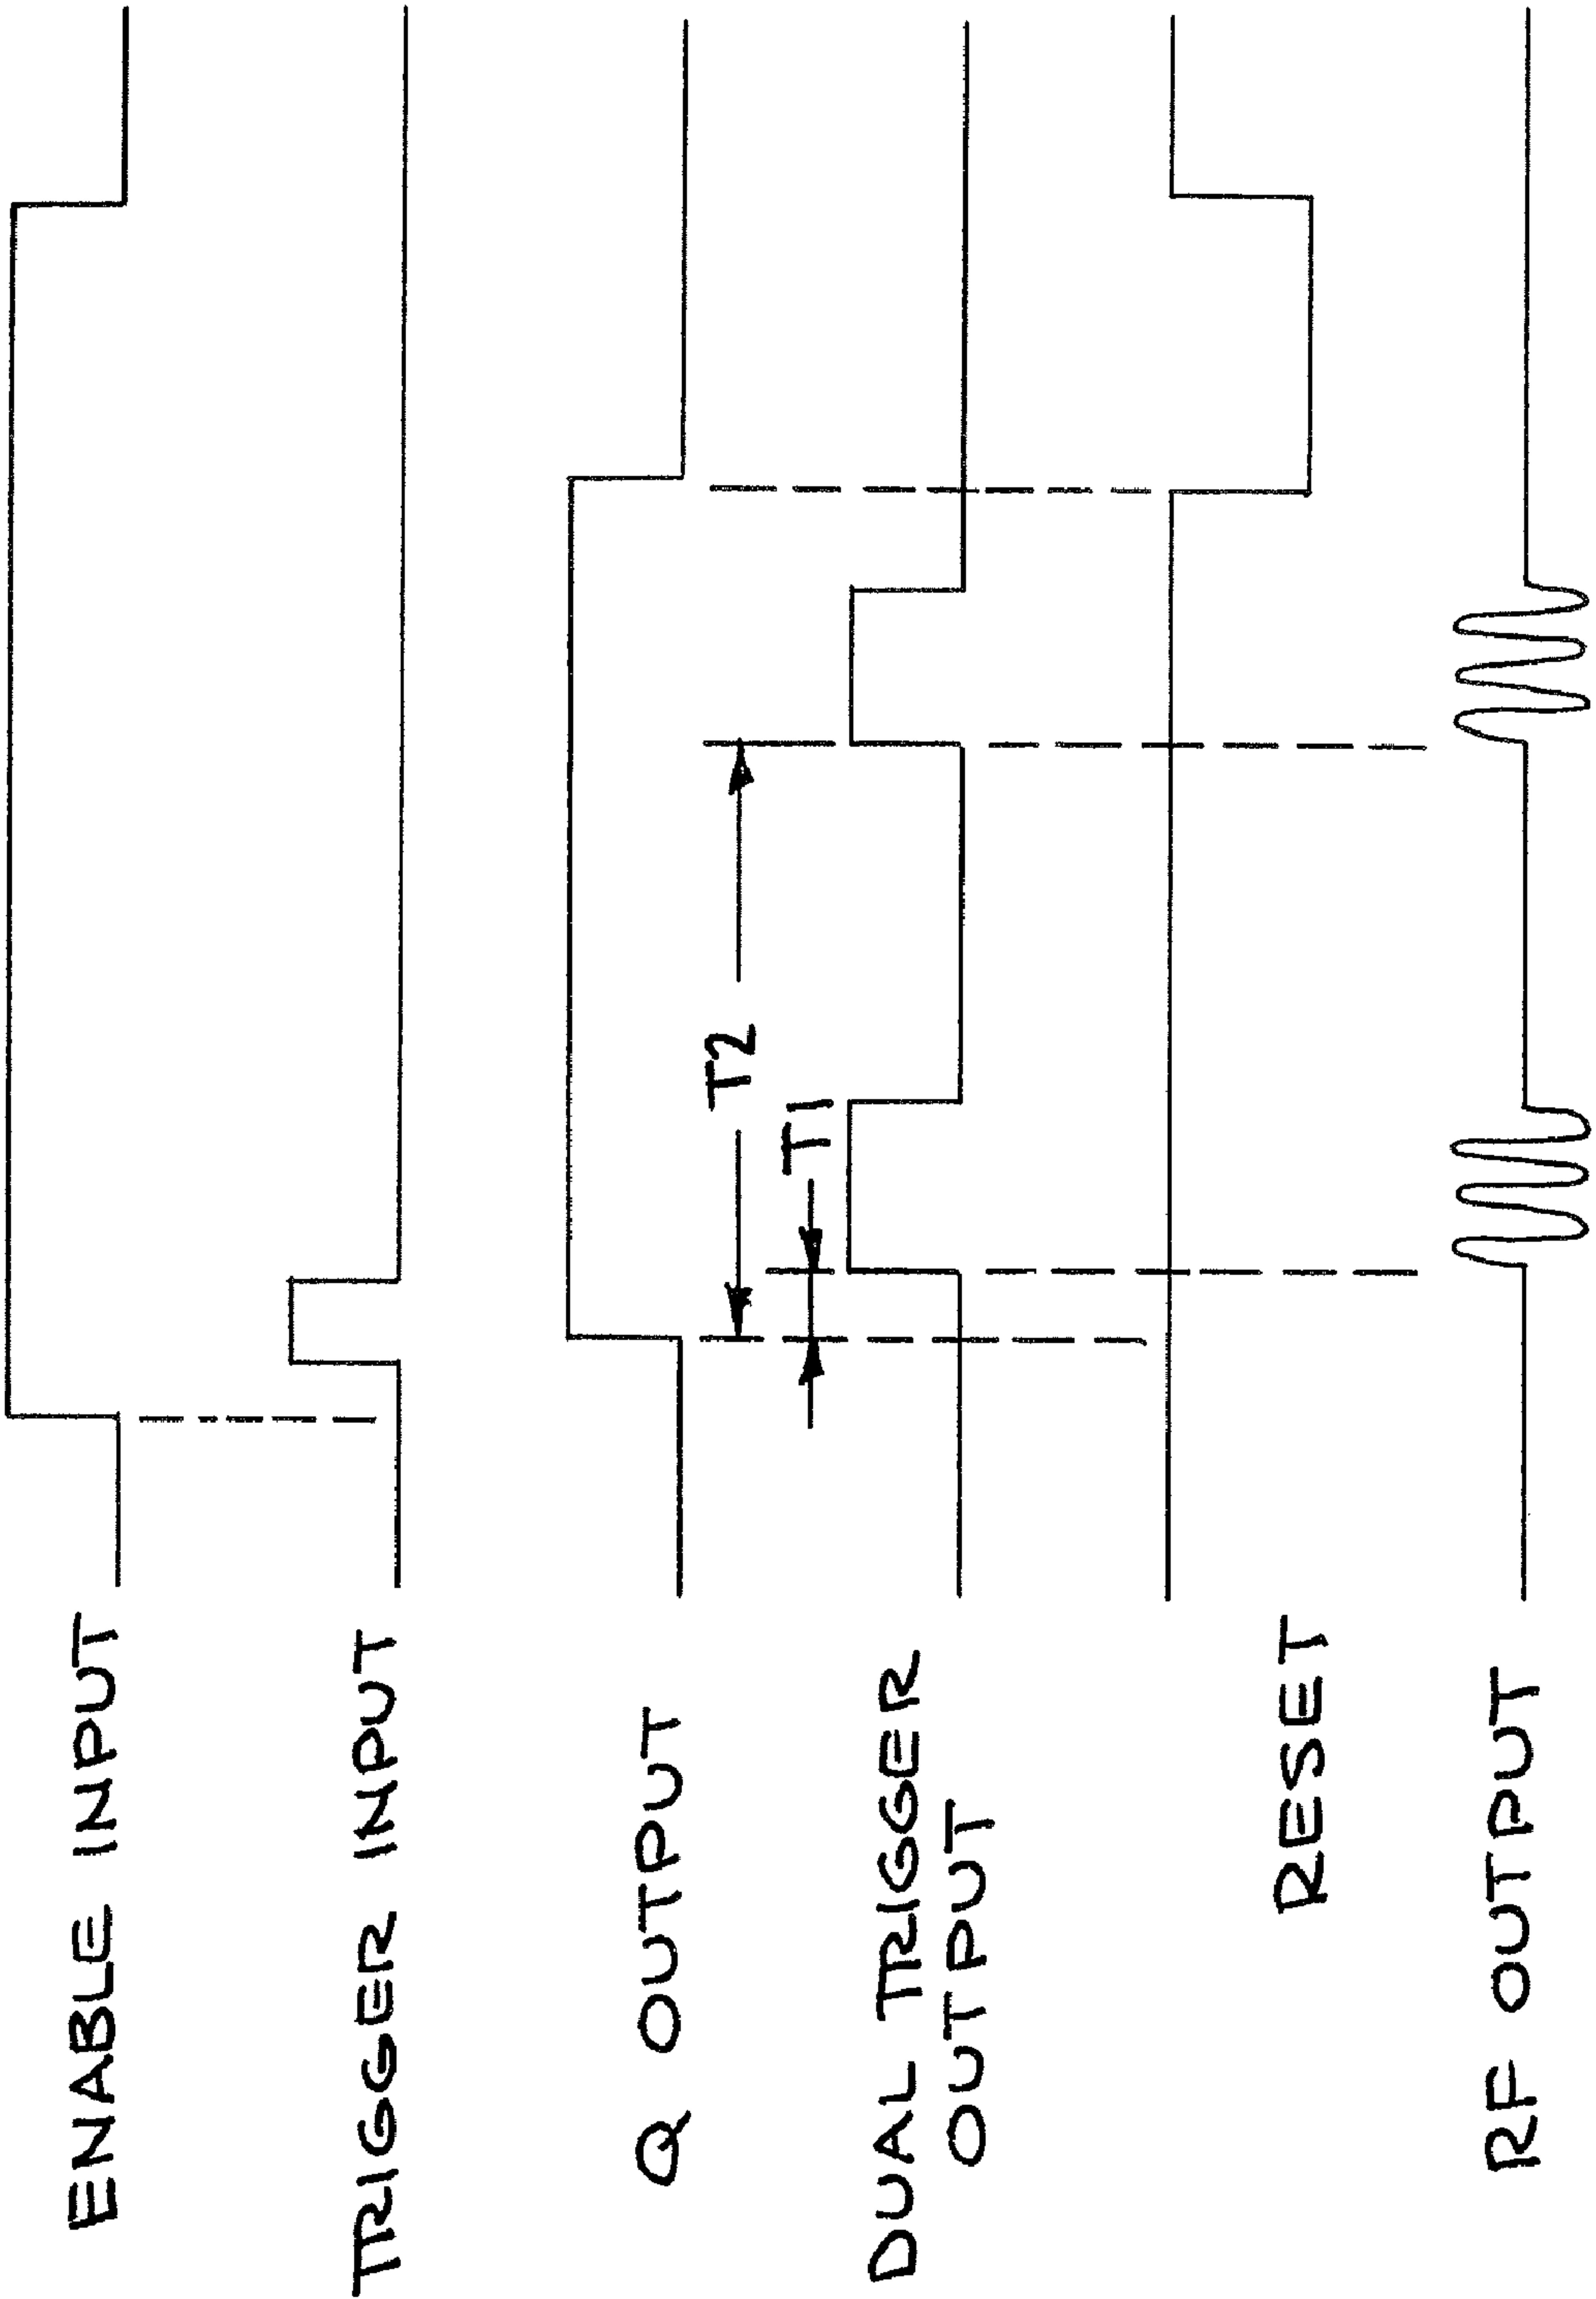 ENABLE INPUT
TRIGGER INPUT
Q OUTPUT
T2
T1
DUAL TRIGGER
OUTPUT
RESET
RF OUTPUT